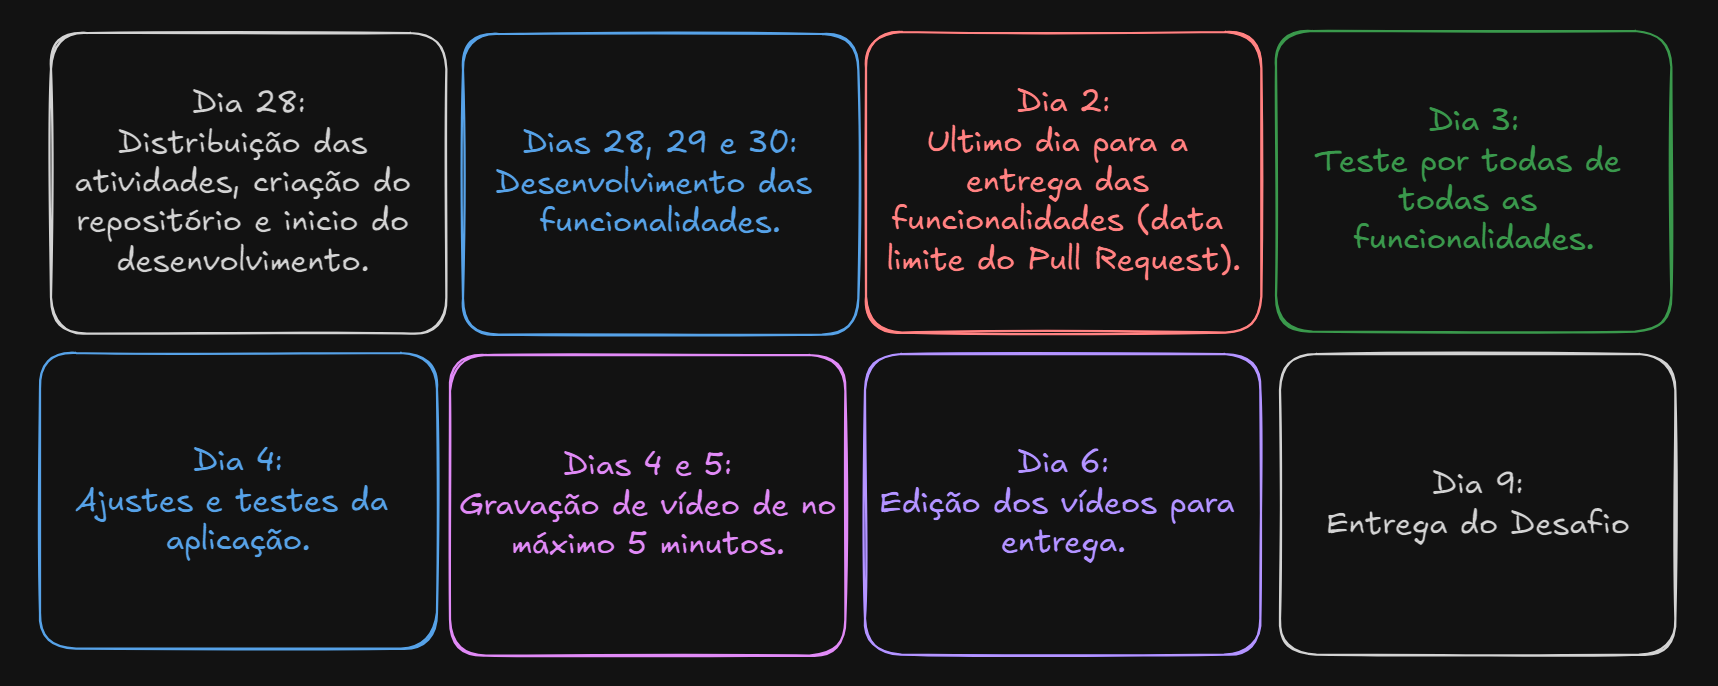 Dia 28:
Distribuição das
atividades, criação do
repositório e inicio do
desenvolvimento.
Dias 28, 29 e 30:
Desenvolvimento das
funcionalidades.
Dia 2:
Ultimo dia para a
entrega das
funcionalidades (data
limite do Pull Request).
Dia 3:
Teste por todas de
todas as
funcionalidades.
Dia 4:
Ajustes e testes da
aplicação.
Dias 4 e 5:
Gravação de vídeo de no
máximo 5 minutos.
Dia 6:
Edição dos vídeos para
entrega.
Dia 9:
Entrega do Desafio